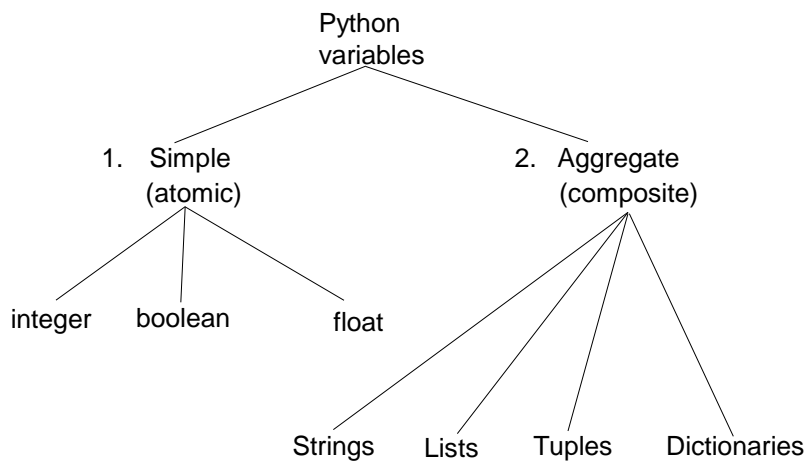 Python
variables
1. Simple
(atomic)
2. Aggregate
(composite)
integer boolean float
Strings Lists Tuples Dictionaries